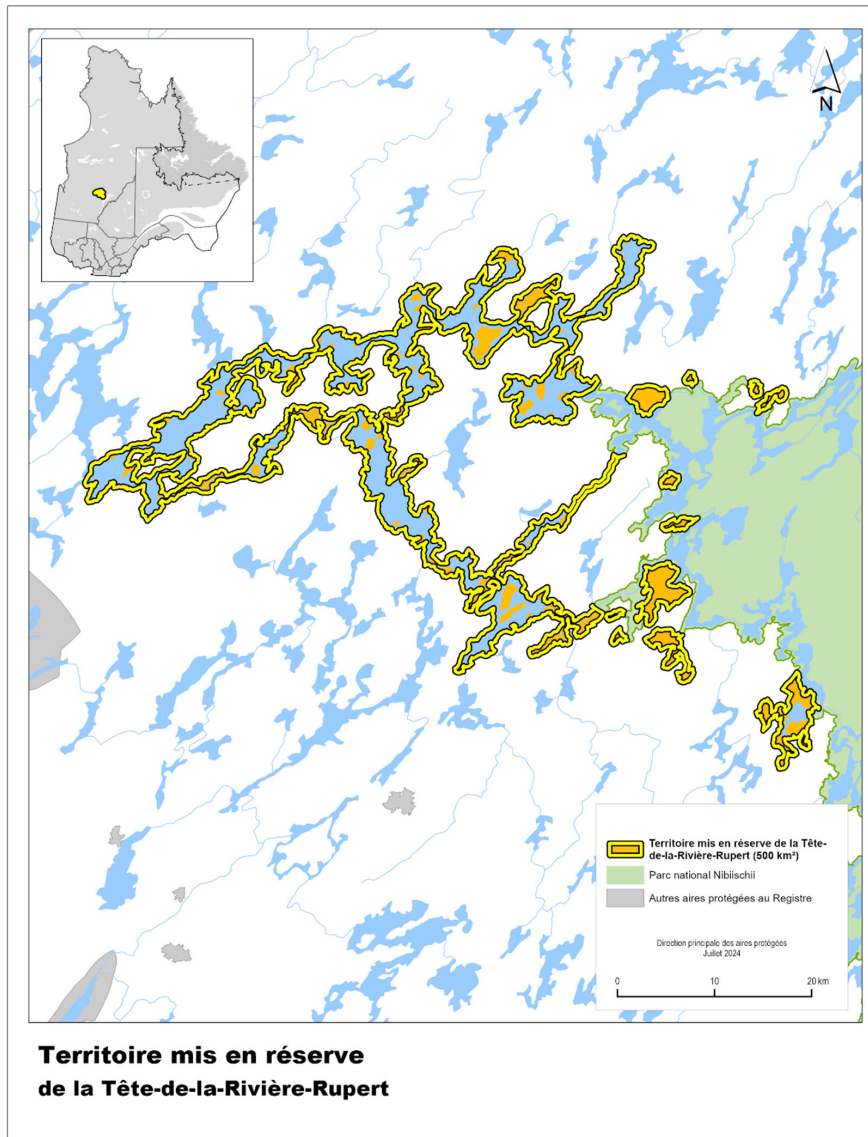 N
Territoire mis en réserve de la Tête-
de-la-Rivière-Rupert (500 km²)
Parc national Nibiischii
Autres aires protégées au Registre
Direction principale des aires protégées
Juillet 2024
0 10 20 km
Territoire mis en réserve
de la Tête-de-la-Rivière-Rupert